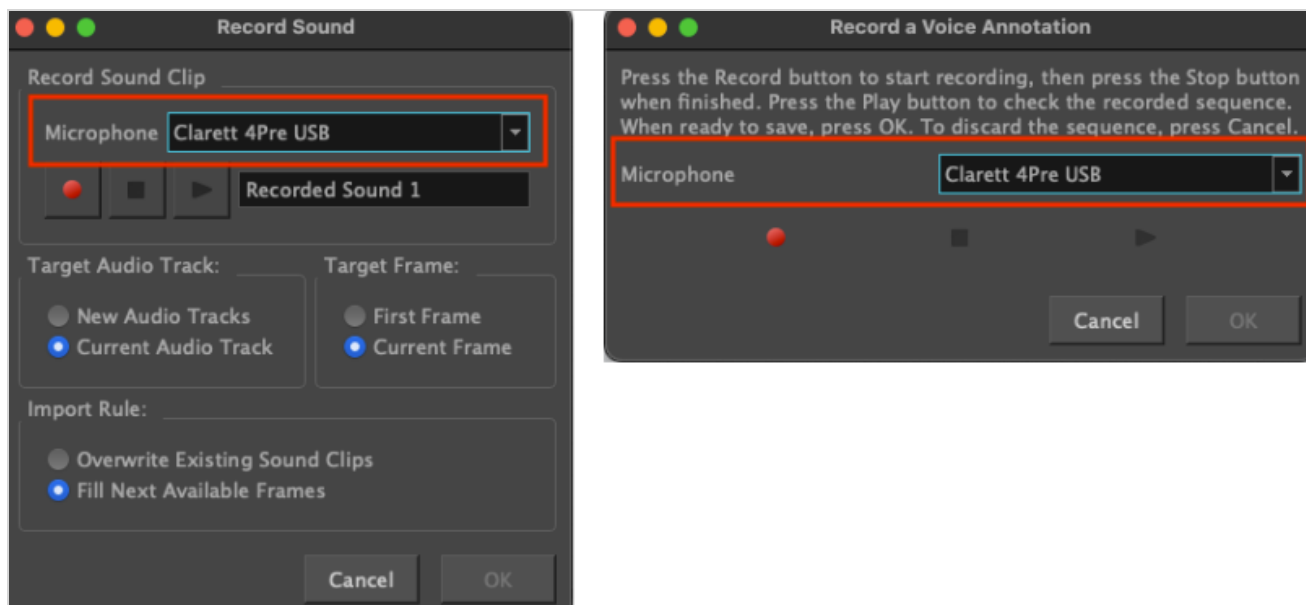 Record Sound
Record Sound Clip
Microphone Clarett 4Pre USB
Recorded Sound 1
Target Audio Track:
New Audio Tracks
Current Audio Track
Target Frame:
First Frame
Current Frame
Import Rule:
Overwrite Existing Sound Clips
Fill Next Available Frames
Cancel OK
Record a Voice Annotation
Press the Record button to start recording, then press the Stop button
when finished. Press the Play button to check the recorded sequence.
When ready to save, press OK. To discard the sequence, press Cancel.
Microphone Clarett 4Pre USB
Cancel OK